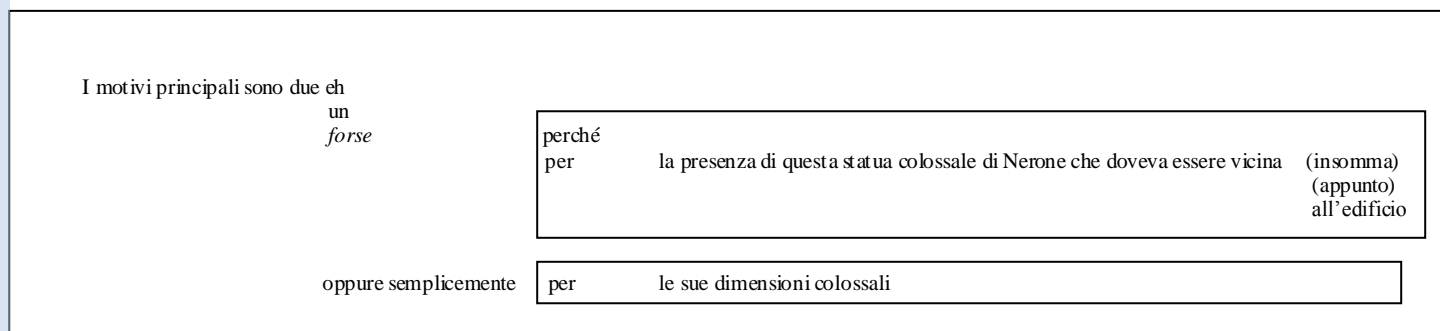 I motivi principali sono due eh
un
forse perché
per la presenza di questa statua colossale di Nerone che doveva essere vicina (insomma)
(appunto)
all’edificio
oppure semplicemente per le sue dimensioni colossali